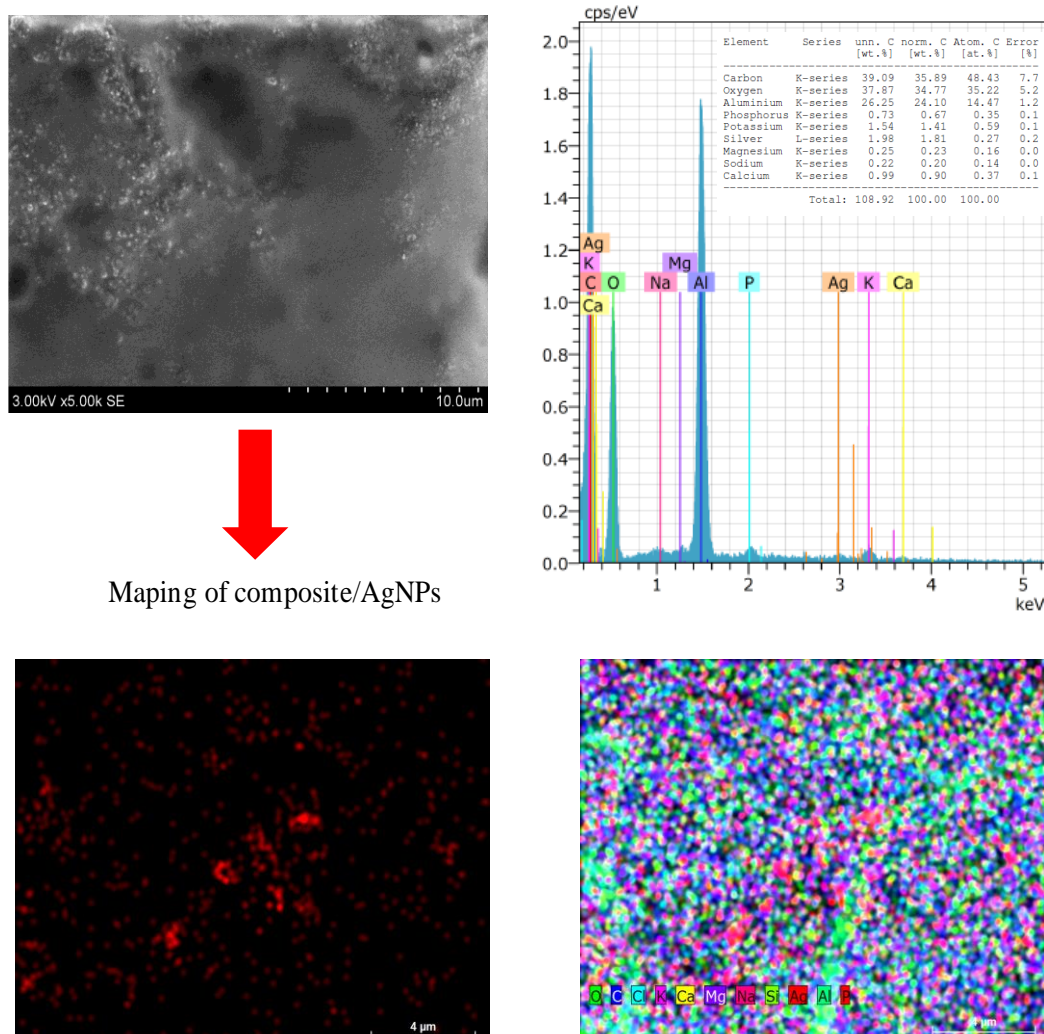 3.00kV x5.00k SE 10.0um
cps/eV
Element Series unn. C norm. C Atom. C Error
[wt.%] [wt.%] [at.%] [%]
Carbon K-series 39.09 35.89 48.43 7.7
Oxygen K-series 37.87 34.77 35.22 5.2
Aluminium K-series 26.25 24.10 14.47 1.2
Phosphorus K-series 0.73 0.67 0.35 0.1
Potassium K-series 1.54 1.41 0.59 0.1
Silver L-series 1.98 1.81 0.27 0.2
Magnesium K-series 0.25 0.23 0.16 0.0
Sodium K-series 0.22 0.20 0.14 0.0
Calcium K-series 0.99 0.90 0.37 0.1
Total: 108.92 100.00 100.00
2.0
1.8
1.6
1.4
1.2
1.0
0.8
0.6
0.4
0.2
0.0
Ag
K Mg
C O Na Al P Ag K Ca
Ca
1 2 3 4 5
keV
Maping of composite/AgNPs
4 µm
O C Cl K Ca Mg Na Si Ag Al P
4 µm